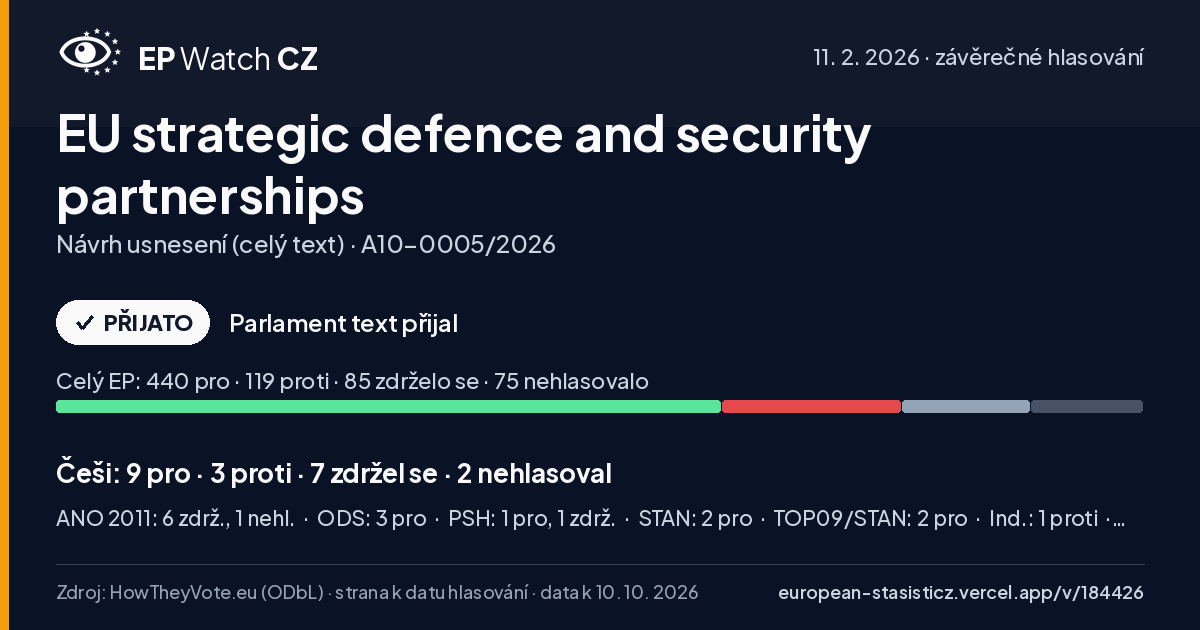 EP Watch CZ
11. 2. 2026 · závěrečné hlasování
EU strategic defence and security
partnerships
Návrh usnesení (celý text) · A10-0005/2026
✓ PŘIJATO
Parlament text přijal
Celý EP: 440 pro · 119 proti · 85 zdrželo se · 75 nehlasovalo
Češi: 9 pro · 3 proti · 7 zdržel se · 2 nehlasoval
ANO 2011: 6 zdrž., 1 nehl. · ODS: 3 pro · PSH: 1 pro, 1 zdrž. · STAN: 2 pro · TOP09/STAN: 2 pro · Ind.: 1 proti ·…
Zdroj: HowTheyVote.eu (ODbL) · strana k datu hlasování · data k 10. 10. 2026
european-stasisticz.vercel.app/v/184426